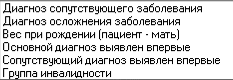 Диагноз сопутствующего заболевания
Диагноз осложнения заболевания
Вес при рождении (пациент - мать)
Основной диагноз выявлен впервые
Сопутствующий диагноз выявлен впервые
Группа инвалидности